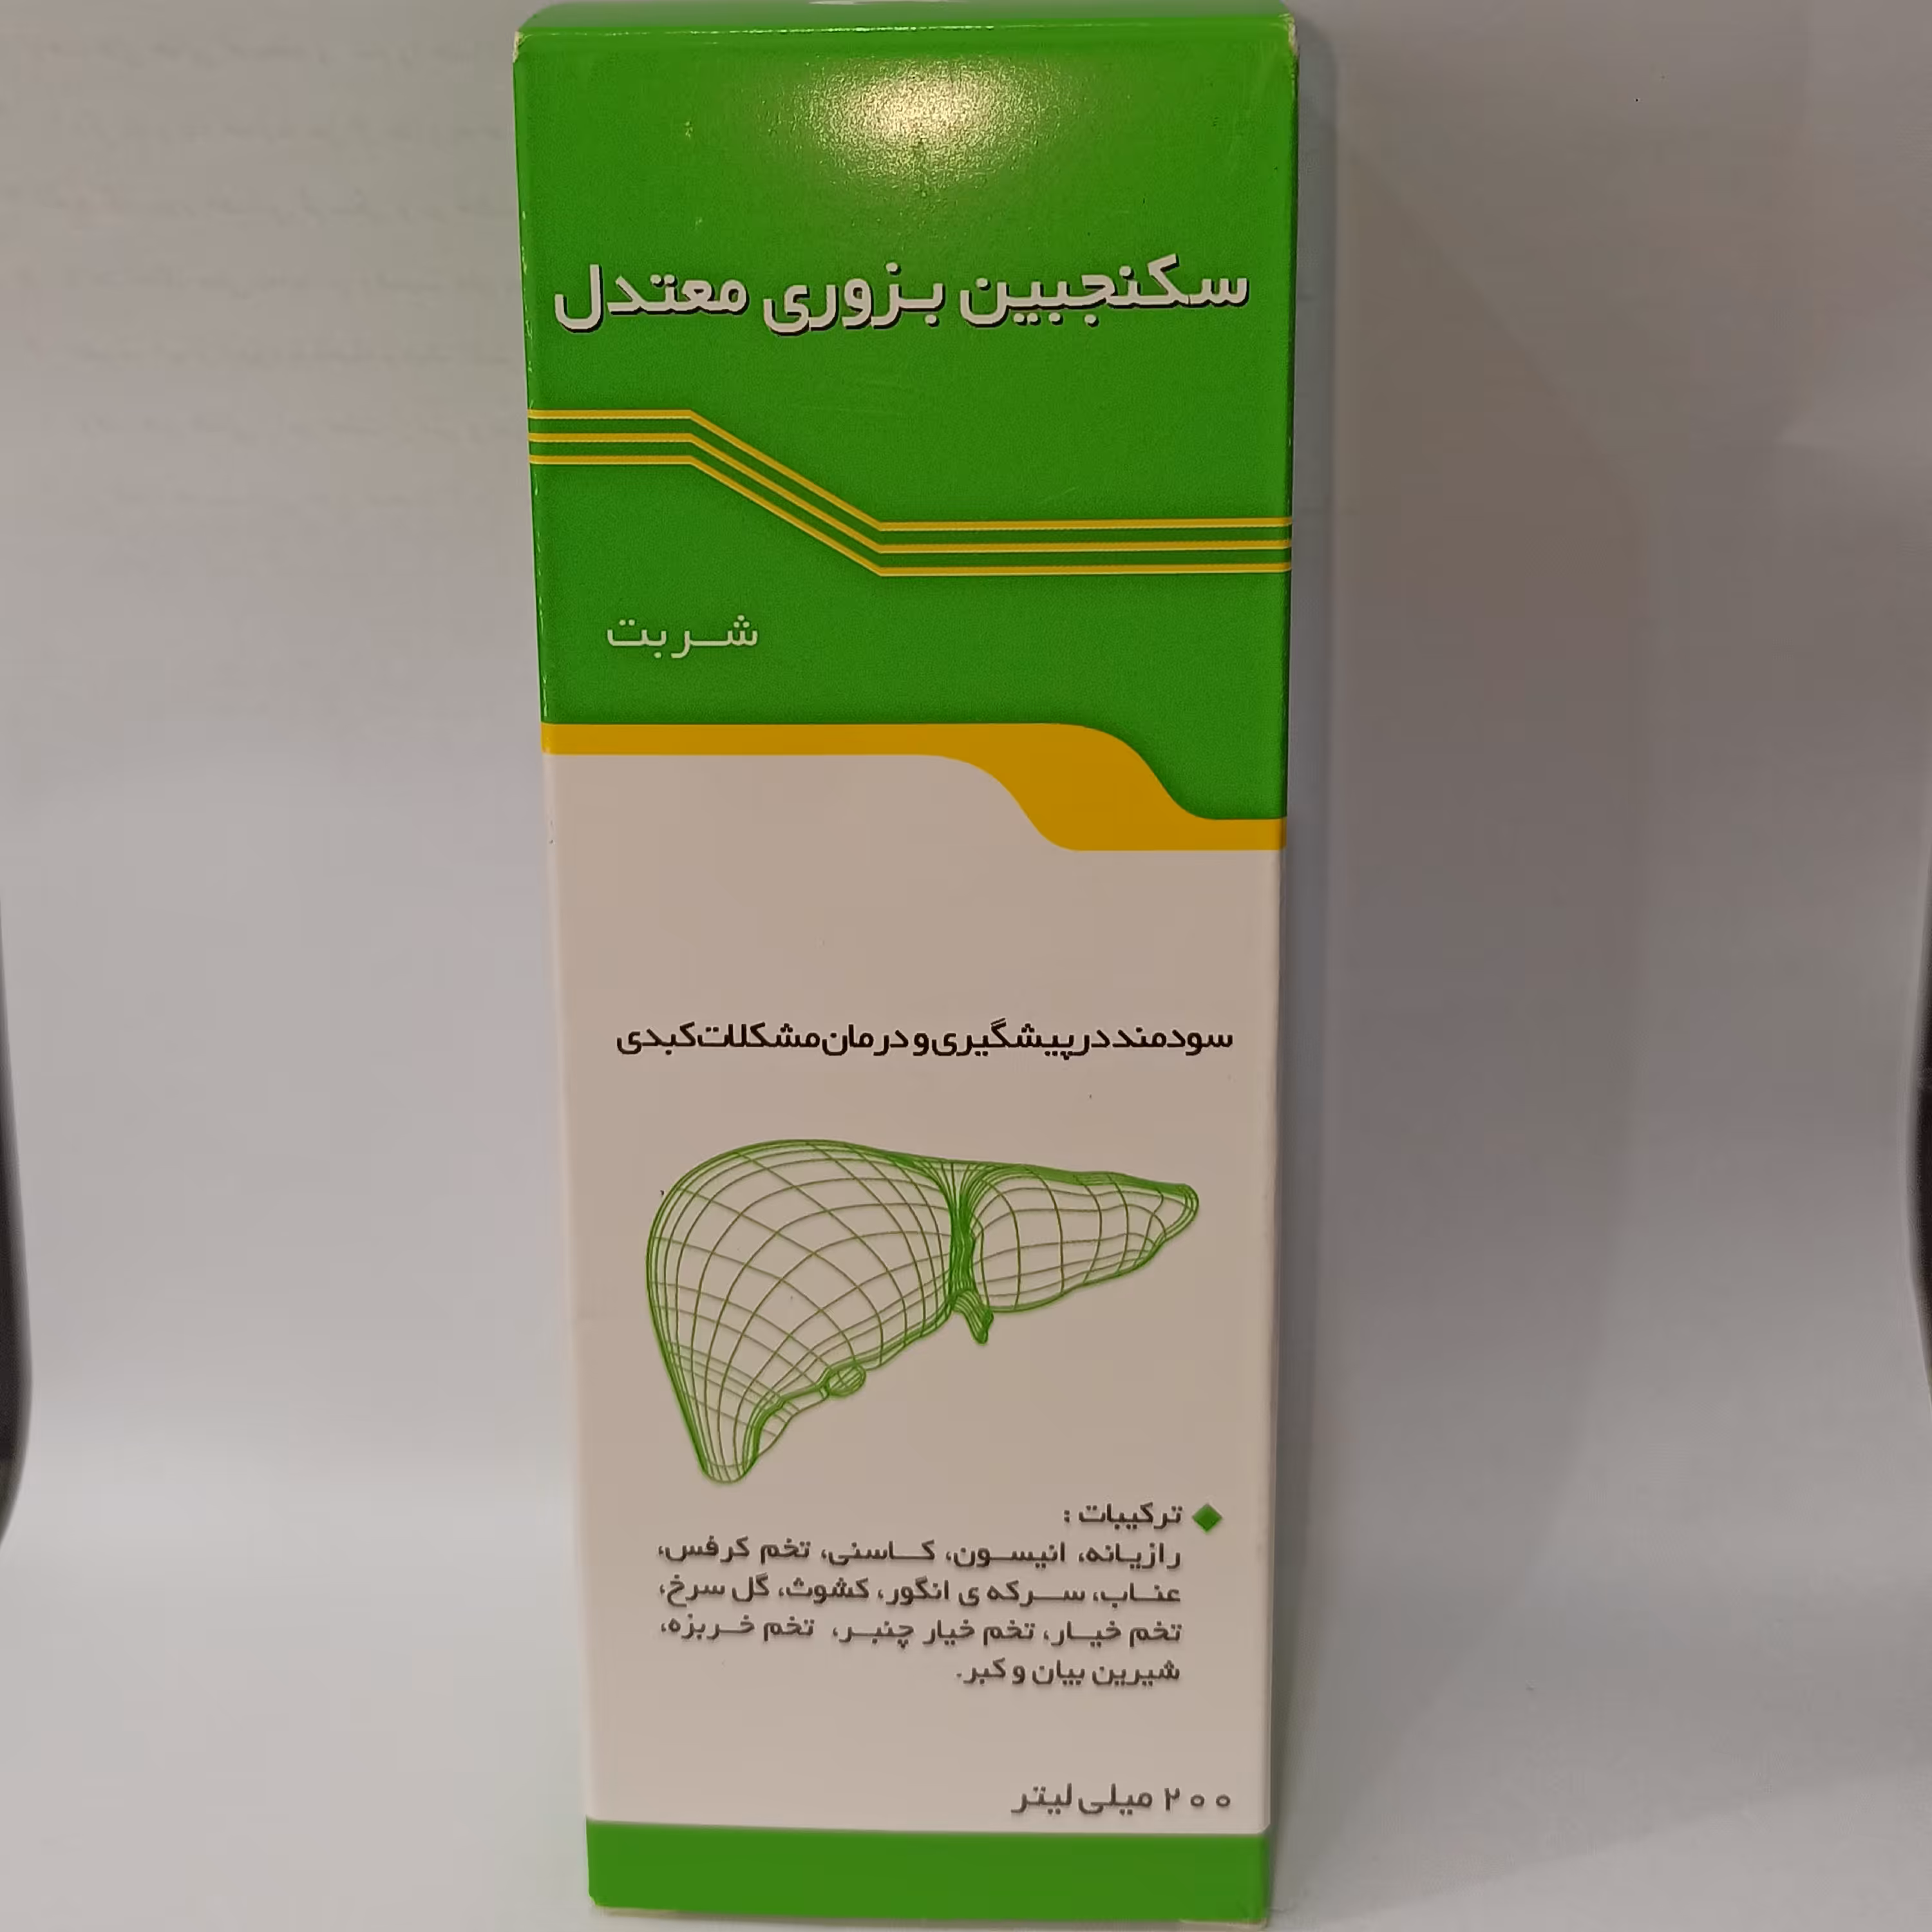 سکنجبین بزوری معتدل
شربت
سودمند در پیشگیری و درمان مشکلات کبدی
ترکیبات :
رازیانه، انیسون، کاسنی، تخم کرفس،
عناب، سرکه ی انگور، کشوث، گل سرخ،
تخم خیار، تخم خیار چنبر، تخم خربزه،
شیرین بیان و کبر.
۲۰۰ میلی لیتر